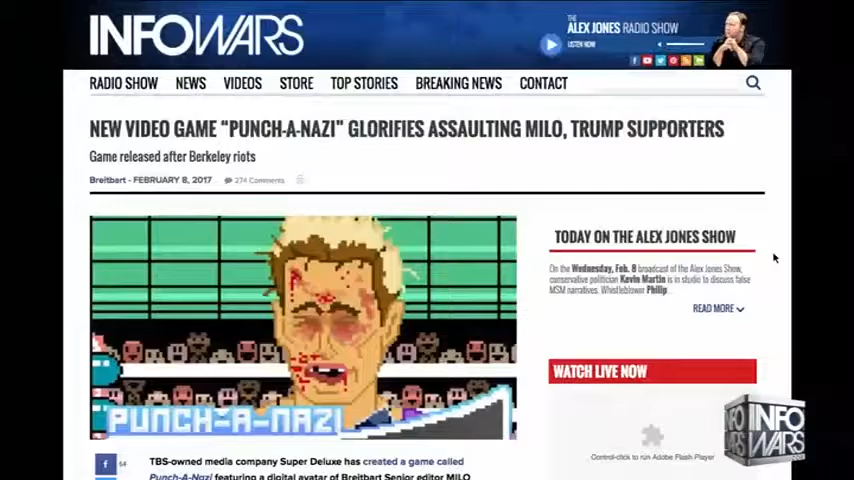 INFOWARS
THE
ALEX JONES RADIO SHOW
LISTEN NOW
RADIO SHOW NEWS VIDEOS STORE TOP STORIES BREAKING NEWS CONTACT
NEW VIDEO GAME “PUNCH-A-NAZI” GLORIFIES ASSAULTING MILO, TRUMP SUPPORTERS
Game released after Berkeley riots
Breitbart - FEBRUARY 8, 2017 274 Comments
PUNCH-A-NAZI
54
TBS-owned media company Super Deluxe has created a game called
Punch-A-Nazi featuring a digital avatar of Breitbart Senior editor MILO
TODAY ON THE ALEX JONES SHOW
On the Wednesday, Feb. 8 broadcast of the Alex Jones Show,
conservative politician Kevin Martin is in studio to discuss false
MSM narratives. Whistleblower Philip
READ MORE
WATCH LIVE NOW
Control-click to run Adobe Flash Player
INFO
WARS
INFO
WARS